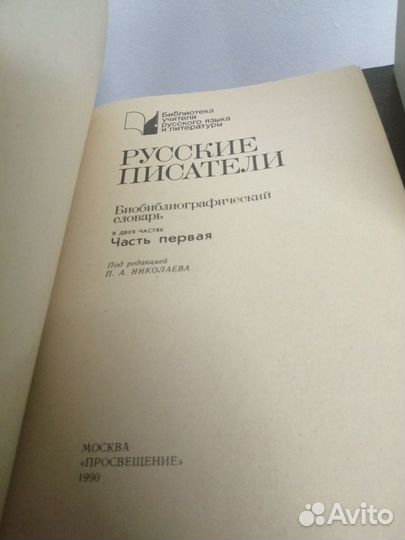 Библиотека
учителя
русского языка
и литературы
РУССКИЕ
ПИСАТЕЛИ
Биобиблиографический
словарь
В ДВУХ ЧАСТЯХ
Часть первая
Под редакцией
П. А. НИКОЛАЕВА
МОСКВА
«ПРОСВЕЩЕНИЕ»
1990
Avito